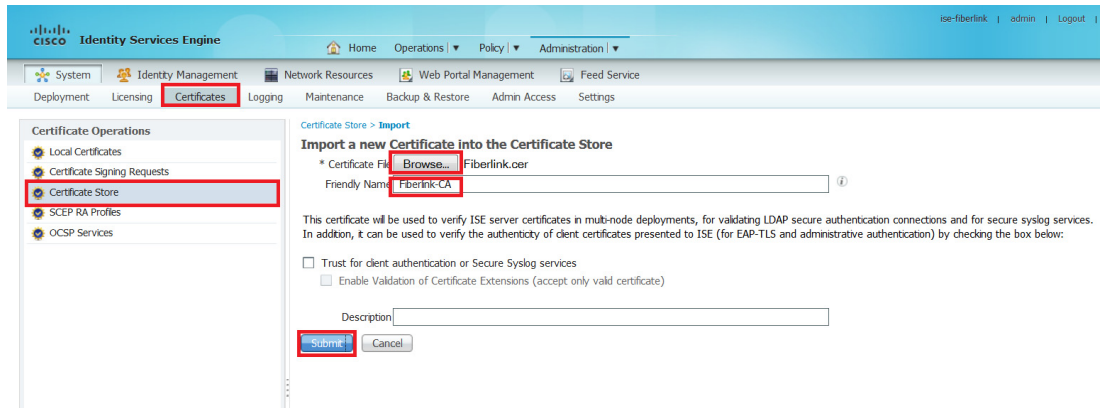 ise-fiberlink | admin | Logout |
cisco Identity Services Engine
Home Operations | Policy | Administration |
System Identity Management Network Resources Web Portal Management Feed Service
Deployment Licensing Certificates Logging Maintenance Backup & Restore Admin Access Settings
Certificate Operations
Local Certificates
Certificate Signing Requests
Certificate Store
SCEP RA Profiles
OCSP Services
Certificate Store > Import
Import a new Certificate into the Certificate Store
* Certificate File Browse... Fiberlink.cer
Friendly Name Fiberlink-CA
This certificate will be used to verify ISE server certificates in multi-node deployments, for validating LDAP secure authentication connections and for secure syslog services.
In addition, it can be used to verify the authenticity of client certificates presented to ISE (for EAP-TLS and administrative authentication) by checking the box below:
Trust for client authentication or Secure Syslog services
Enable Validation of Certificate Extensions (accept only valid certificate)
Description
Submit Cancel